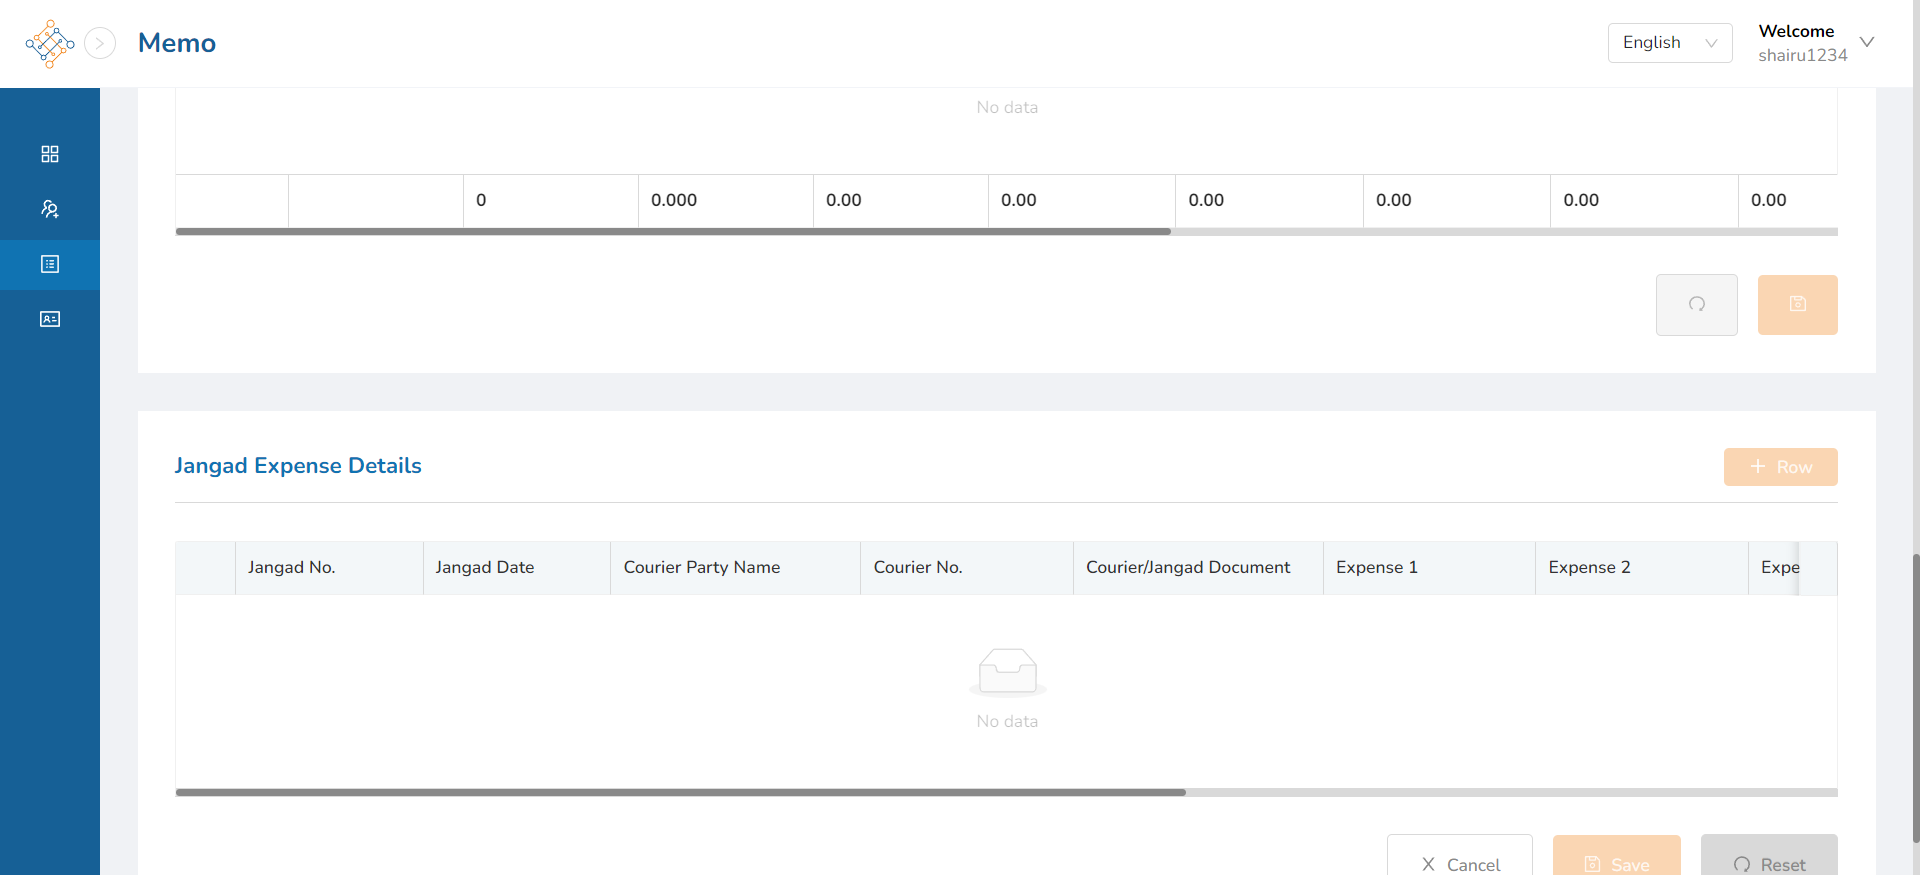 Memo
English
Welcome
shairu1234
No data
0 0.000 0.00 0.00 0.00 0.00 0.00 0.00
Jangad Expense Details
Row
Jangad No. Jangad Date Courier Party Name Courier No. Courier/Jangad Document Expense 1 Expense 2 Expe
No data
Cancel Save Reset